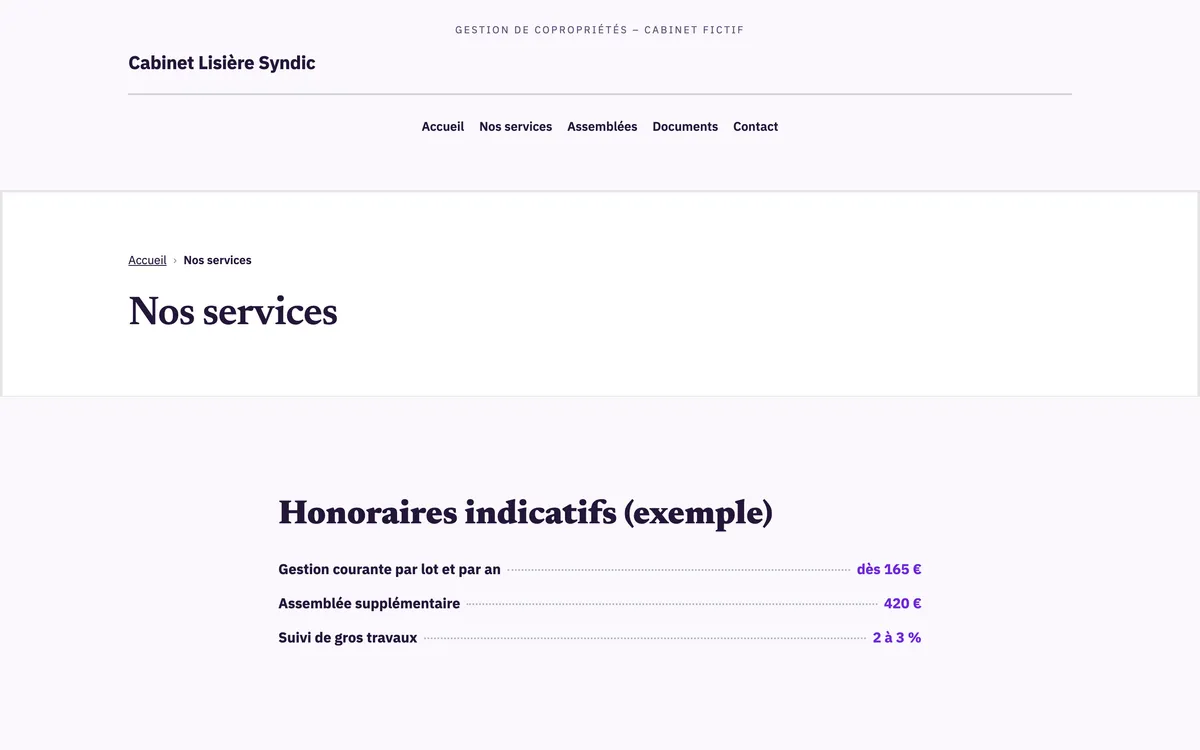 GESTION DE COPROPRIÉTÉS – CABINET FICTIF
Cabinet Lisière Syndic
Accueil Nos services Assemblées Documents Contact
Accueil › Nos services
Nos services
Honoraires indicatifs (exemple)
Gestion courante par lot et par an dès 165 €
Assemblée supplémentaire 420 €
Suivi de gros travaux 2 à 3 %